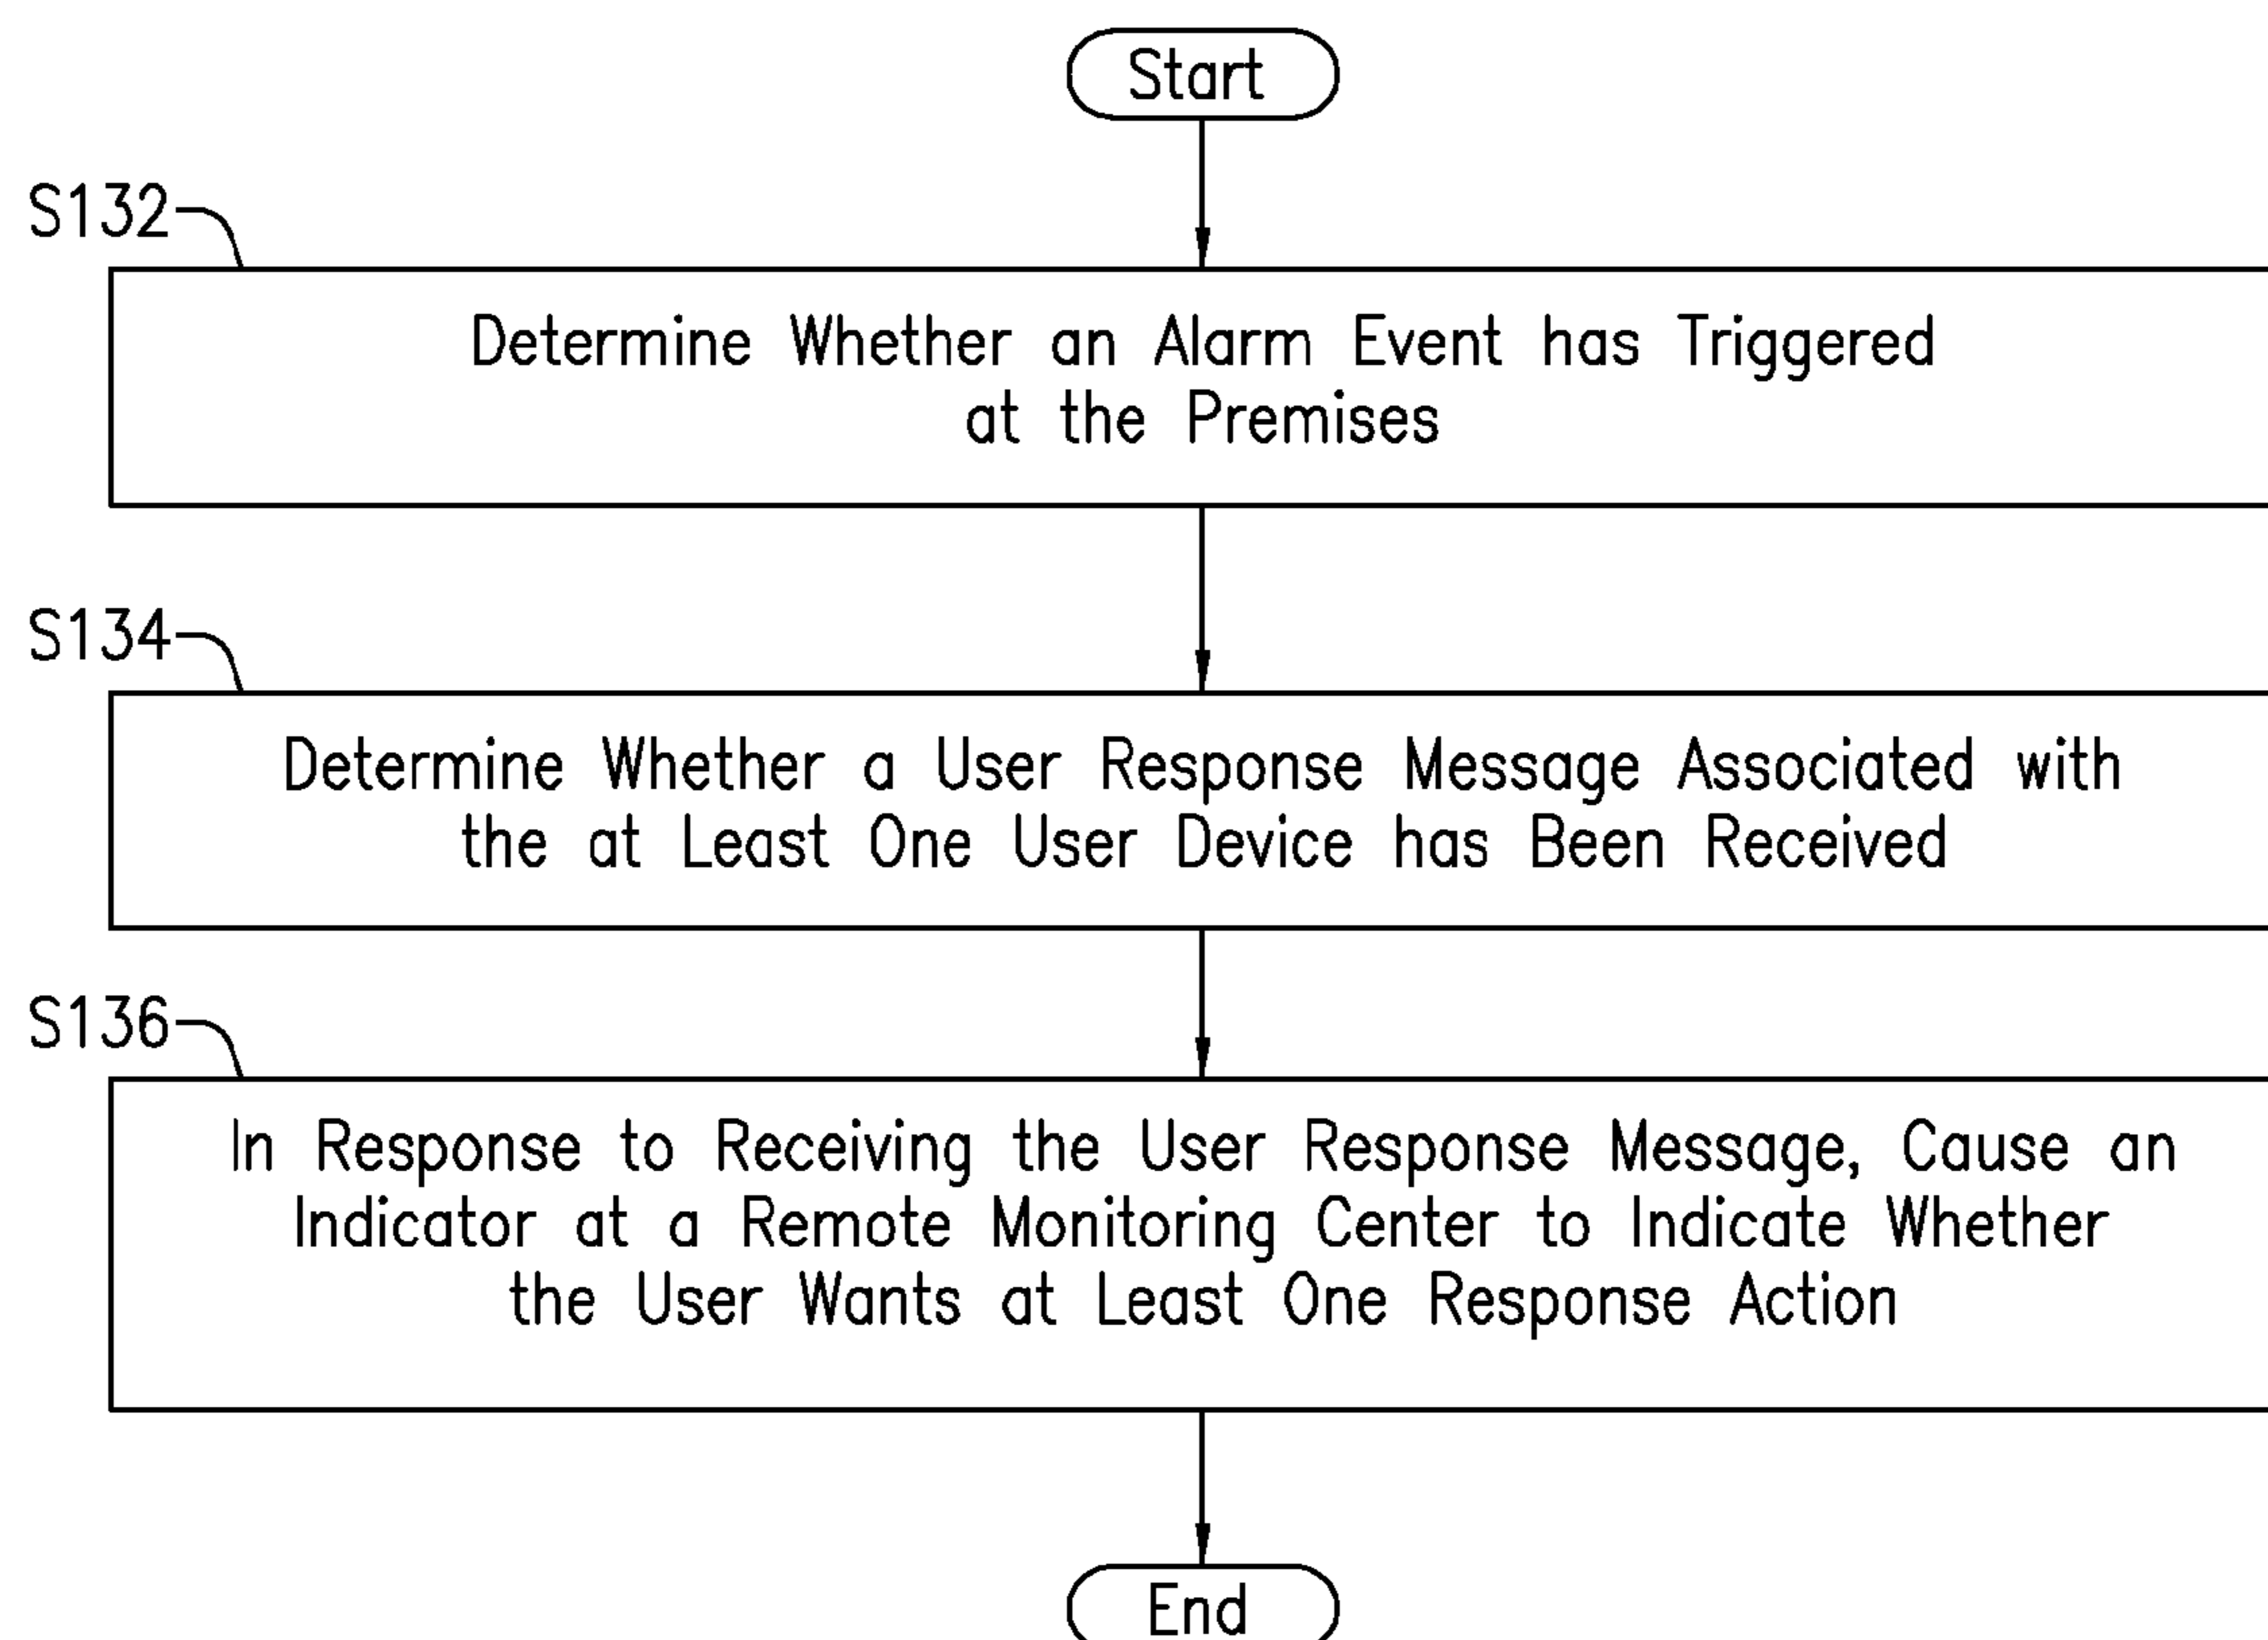 Start
S132
Determine Whether an Alarm Event has Triggered
at the Premises
S134
Determine Whether a User Response Message Associated with
the at Least One User Device has Been Received
S136
In Response to Receiving the User Response Message, Cause an
Indicator at a Remote Monitoring Center to Indicate Whether
the User Wants at Least One Response Action
End